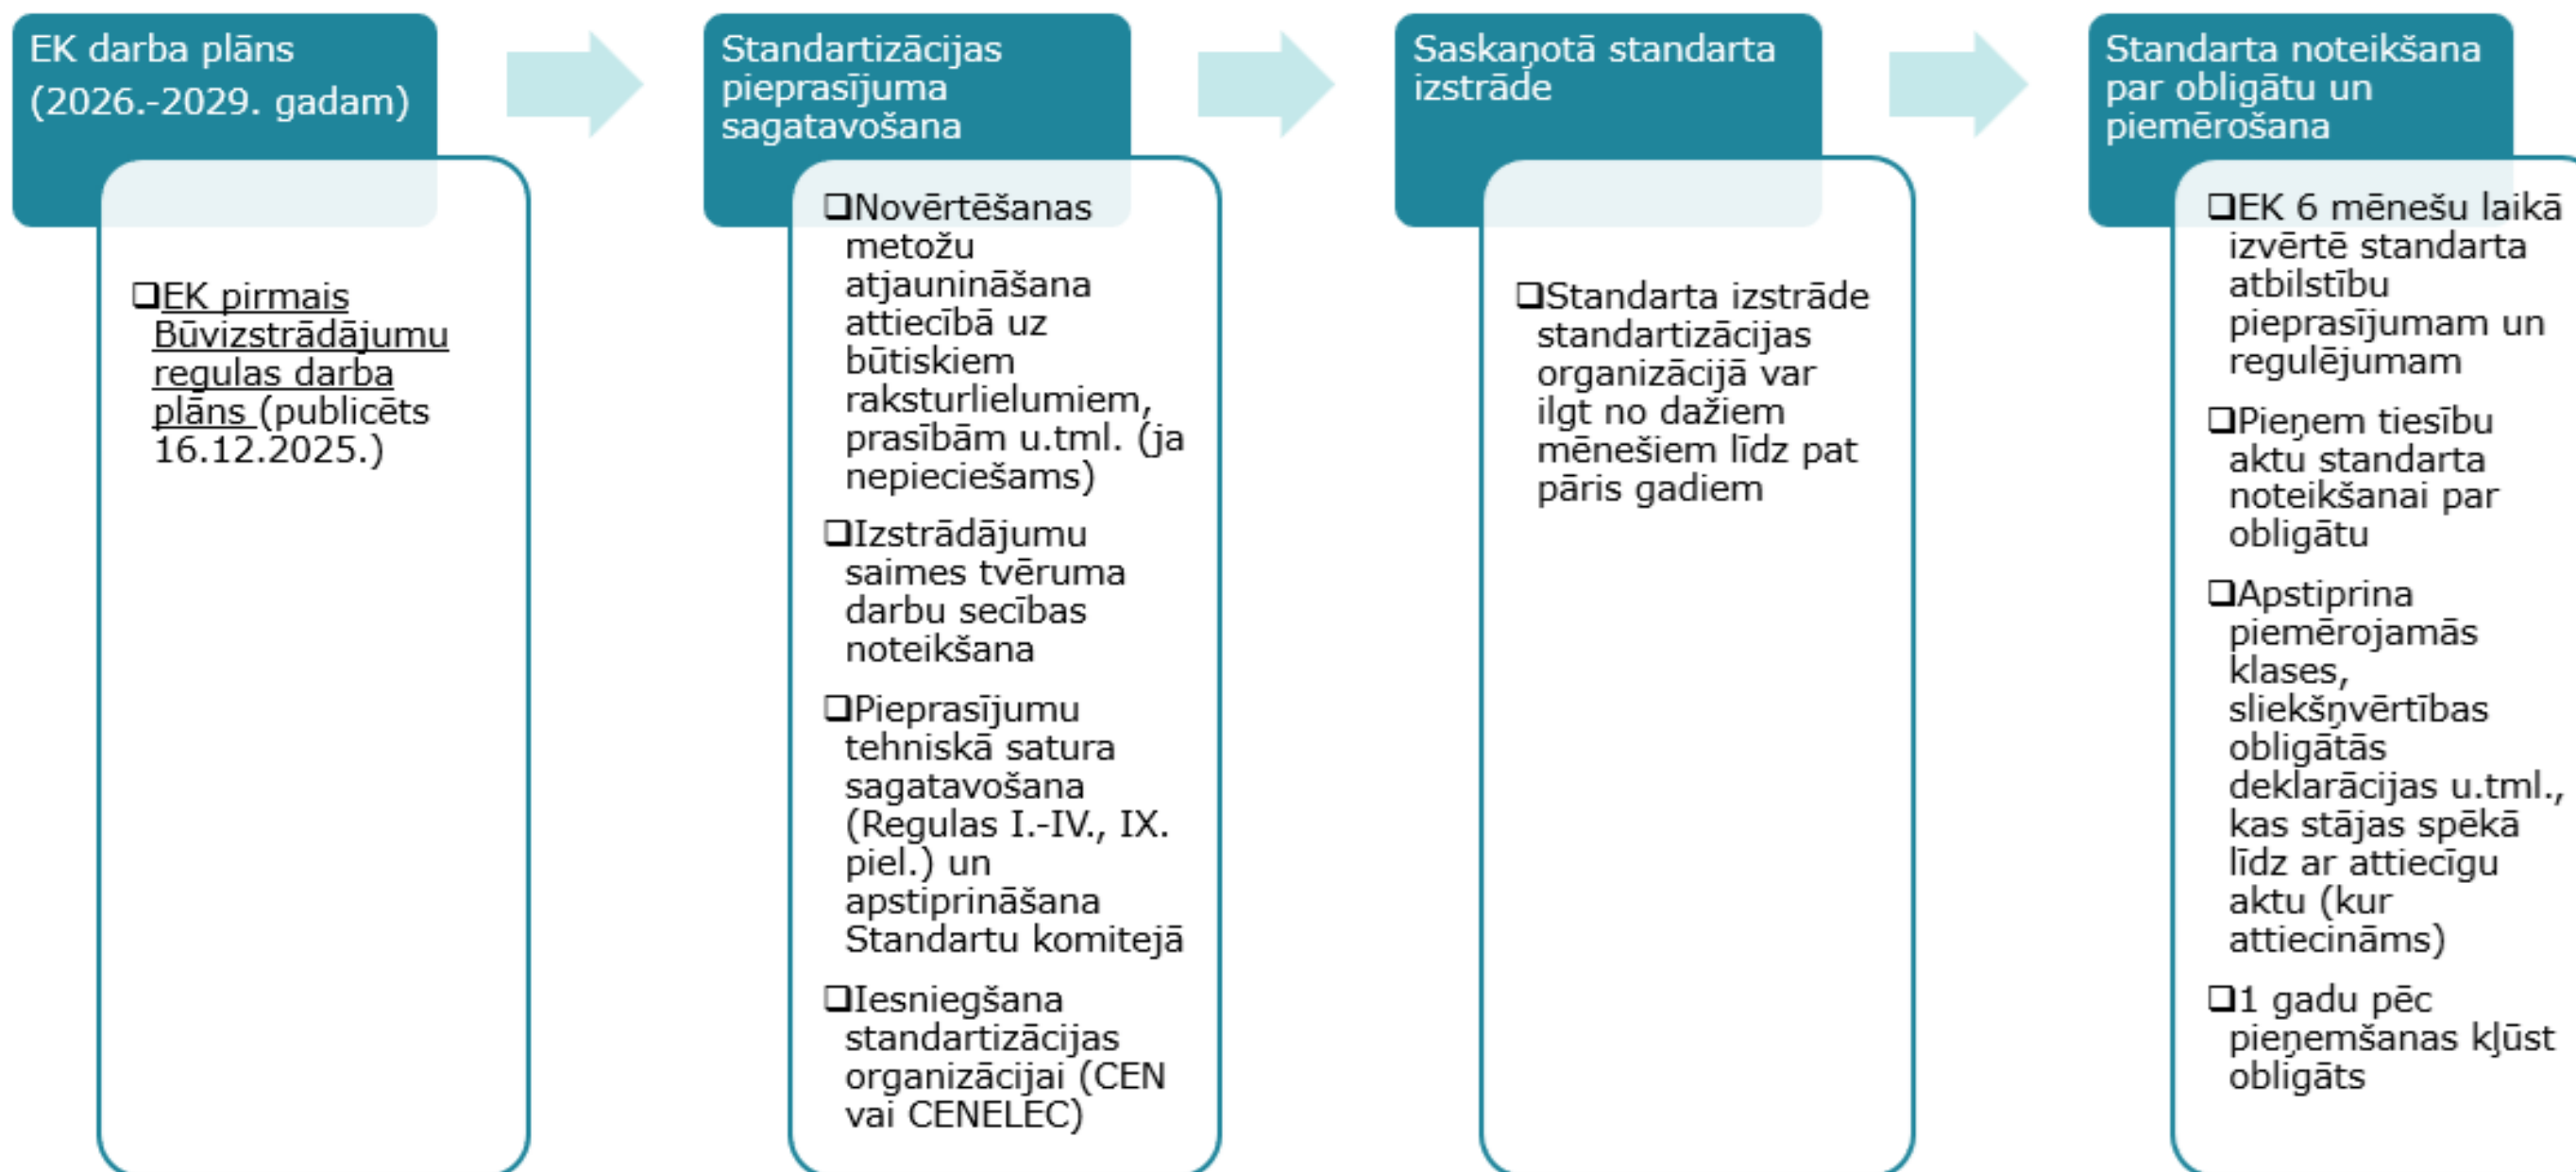 EK darba plāns
(2026.-2029. gadam)
❑EK pirmais
Būvizstrādājumu
regulas darba
plāns (publicēts
16.12.2025.)
Standartizācijas
pieprasījuma
sagatavošana
❑Novērtēšanas
metožu
atjaunināšana
attiecībā uz
būtiskiem
raksturlielumiem,
prasībām u.tml. (ja
nepieciešams)
❑Izstrādājumu
saimes tvēruma
darbu secības
noteikšana
❑Pieprasījumu
tehniskā satura
sagatavošana
(Regulas I.-IV., IX.
piel.) un
apstiprināšana
Standartu komitejā
❑Iesniegšana
standartizācijas
organizācijai (CEN
vai CENELEC)
Saskaņotā standarta
izstrāde
❑Standarta izstrāde
standartizācijas
organizācijā var
ilgt no dažiem
mēnešiem līdz pat
pāris gadiem
Standarta noteikšana
par obligātu un
piemērošana
❑EK 6 mēnešu laikā
izvērtē standarta
atbilstību
pieprasījumam un
regulējumam
❑Pieņem tiesību
aktu standarta
noteikšanai par
obligātu
❑Apstiprina
piemērojamās
klases,
sliekšņvērtības
obligātās
deklarācijas u.tml.,
kas stājas spēkā
līdz ar attiecīgu
aktu (kur
attiecināms)
❑1 gadu pēc
pieņemšanas kļūst
obligāts